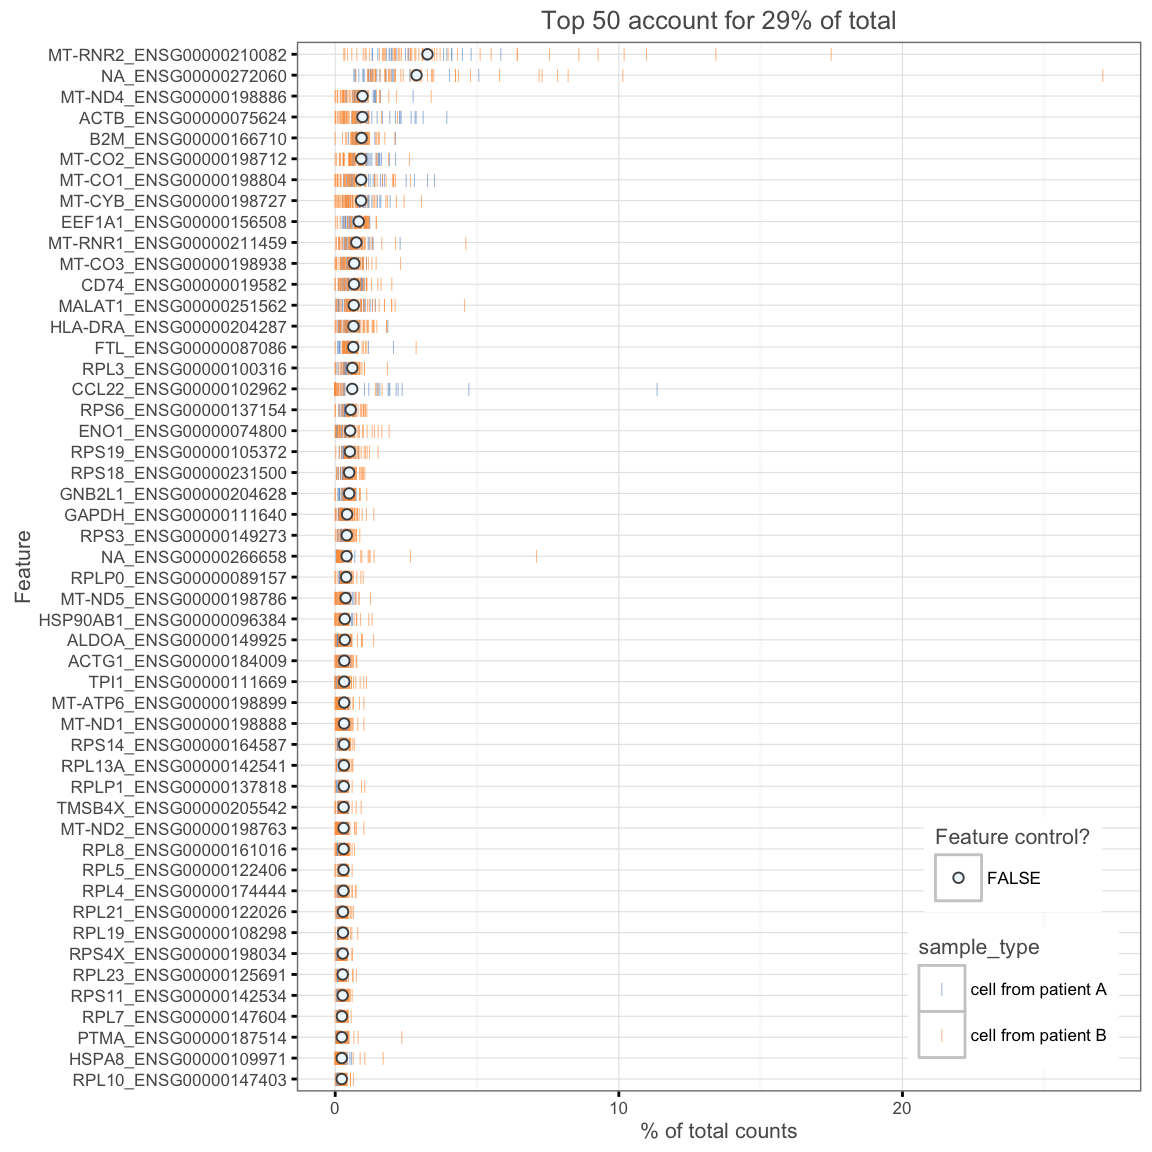 Top 50 account for 29% of total
Feature
MT-RNR2_ENSG00000210082
NA_ENSG00000272060
MT-ND4_ENSG00000198886
ACTB_ENSG00000075624
B2M_ENSG00000166710
MT-CO2_ENSG00000198712
MT-CO1_ENSG00000198804
MT-CYB_ENSG00000198727
EEF1A1_ENSG00000156508
MT-RNR1_ENSG00000211459
MT-CO3_ENSG00000198938
CD74_ENSG00000019582
MALAT1_ENSG00000251562
HLA-DRA_ENSG00000204287
FTL_ENSG00000087086
RPL3_ENSG00000100316
CCL22_ENSG00000102962
RPS6_ENSG00000137154
ENO1_ENSG00000074800
RPS19_ENSG00000105372
RPS18_ENSG00000231500
GNB2L1_ENSG00000204628
GAPDH_ENSG00000111640
RPS3_ENSG00000149273
NA_ENSG00000266658
RPLP0_ENSG00000089157
MT-ND5_ENSG00000198786
HSP90AB1_ENSG00000096384
ALDOA_ENSG00000149925
ACTG1_ENSG00000184009
TPI1_ENSG00000111669
MT-ATP6_ENSG00000198899
MT-ND1_ENSG00000198888
RPS14_ENSG00000164587
RPL13A_ENSG00000142541
RPLP1_ENSG00000137818
TMSB4X_ENSG00000205542
MT-ND2_ENSG00000198763
RPL8_ENSG00000161016
RPL5_ENSG00000122406
RPL4_ENSG00000174444
RPL21_ENSG00000122026
RPL19_ENSG00000108298
RPS4X_ENSG00000198034
RPL23_ENSG00000125691
RPS11_ENSG00000142534
RPL7_ENSG00000147604
PTMA_ENSG00000187514
HSPA8_ENSG00000109971
RPL10_ENSG00000147403
Feature control?
FALSE
sample_type
cell from patient A
cell from patient B
0 10 20
% of total counts